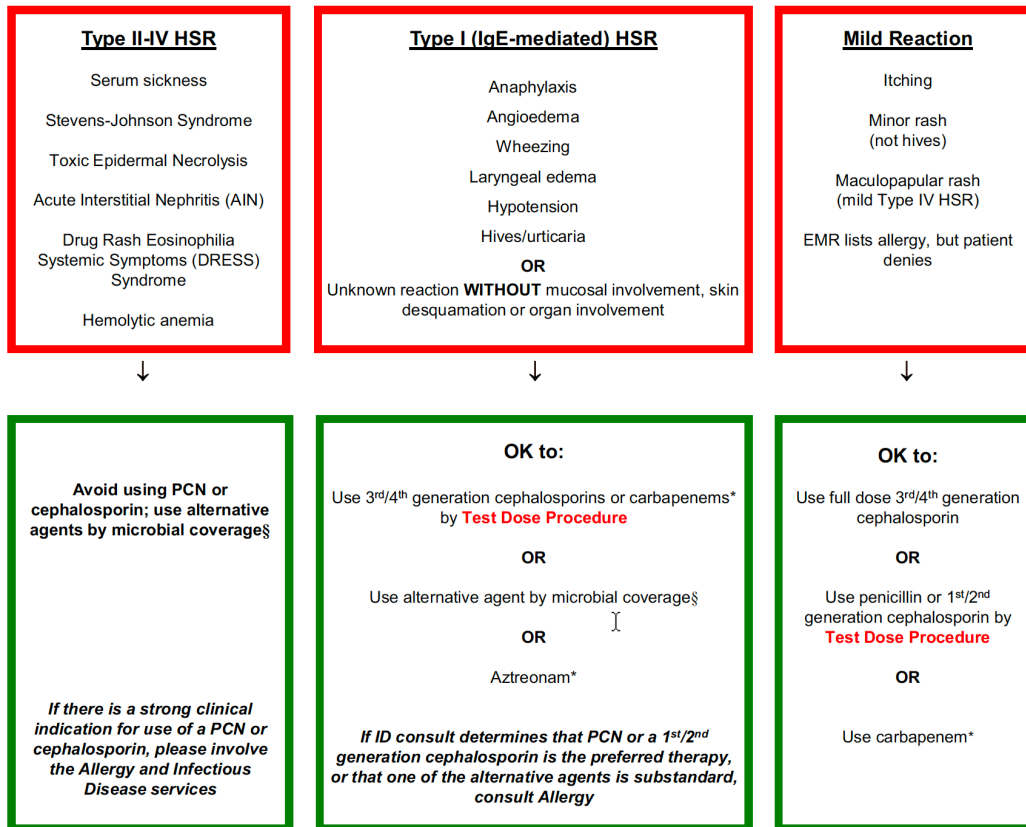 Type II-IV HSR
Serum sickness
Stevens-Johnson Syndrome
Toxic Epidermal Necrolysis
Acute Interstitial Nephritis (AIN)
Drug Rash Eosinophilia
Systemic Symptoms (DRESS)
Syndrome
Hemolytic anemia
Type I (IgE-mediated) HSR
Anaphylaxis
Angioedema
Wheezing
Laryngeal edema
Hypotension
Hives/urticaria
OR
Unknown reaction WITHOUT mucosal involvement, skin
desquamation or organ involvement
Mild Reaction
Itching
Minor rash
(not hives)
Maculopapular rash
(mild Type IV HSR)
EMR lists allergy, but patient
denies
↓
↓
↓
Avoid using PCN or
cephalosporin; use alternative
agents by microbial coverage§
If there is a strong clinical
indication for use of a PCN or
cephalosporin, please involve
the Allergy and Infectious
Disease services
OK to:
Use 3rd/4th generation cephalosporins or carbapenems*
by Test Dose Procedure
OR
Use alternative agent by microbial coverage§
OR
Aztreonam*
If ID consult determines that PCN or a 1st/2nd
generation cephalosporin is the preferred therapy,
or that one of the alternative agents is substandard,
consult Allergy
OK to:
Use full dose 3rd/4th generation
cephalosporin
OR
Use penicillin or 1st/2nd
generation cephalosporin by
Test Dose Procedure
OR
Use carbapenem*